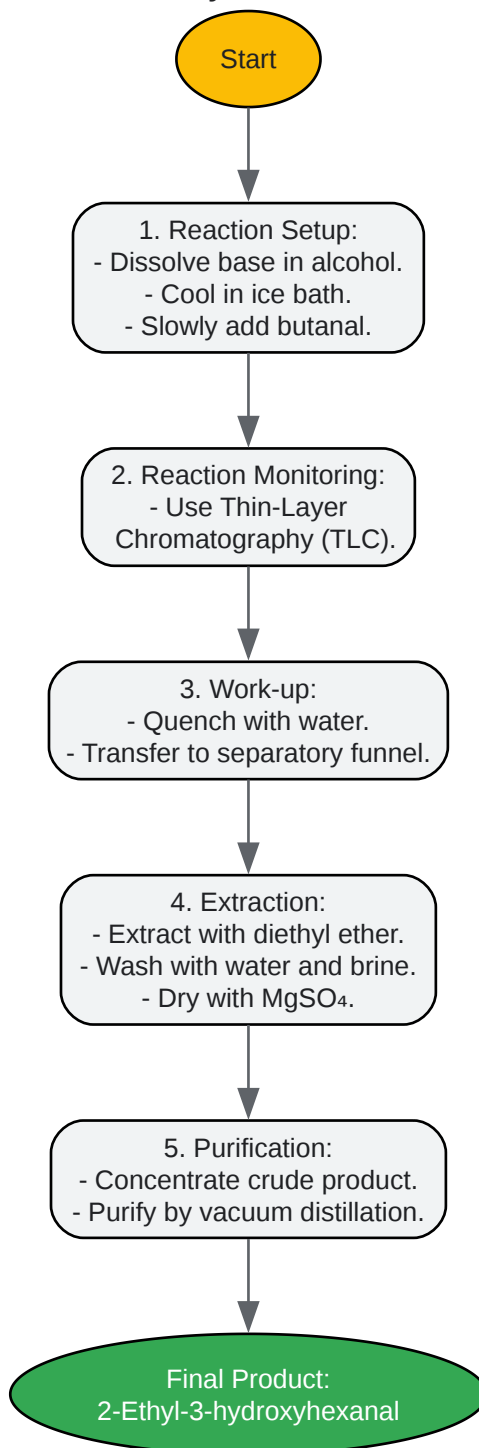 Start
1. Reaction Setup:
- Dissolve base in alcohol.
- Cool in ice bath.
- Slowly add butanal.
2. Reaction Monitoring:
- Use Thin-Layer
Chromatography (TLC).
3. Work-up:
- Quench with water.
- Transfer to separatory funnel.
4. Extraction:
- Extract with diethyl ether.
- Wash with water and brine.
- Dry with MgSO₄.
5. Purification:
- Concentrate crude product.
- Purify by vacuum distillation.
Final Product:
2-Ethyl-3-hydroxyhexanal